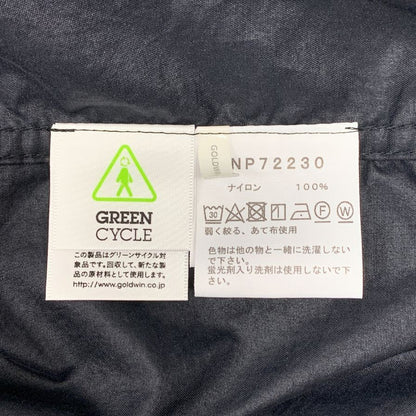 GREEN
CYCLE
この製品はグリーンサイクル対
象品です。回収して、新たな製
品の原材料として使用します。
http://www.goldwin.co.jp
GOLDWIN
NP72230
ナイロン 100%
30 F W
弱く絞る、あて布使用
色物は他の物と一緒に洗濯しない
で下さい。
蛍光剤入り洗剤は使用しないで下
さい。